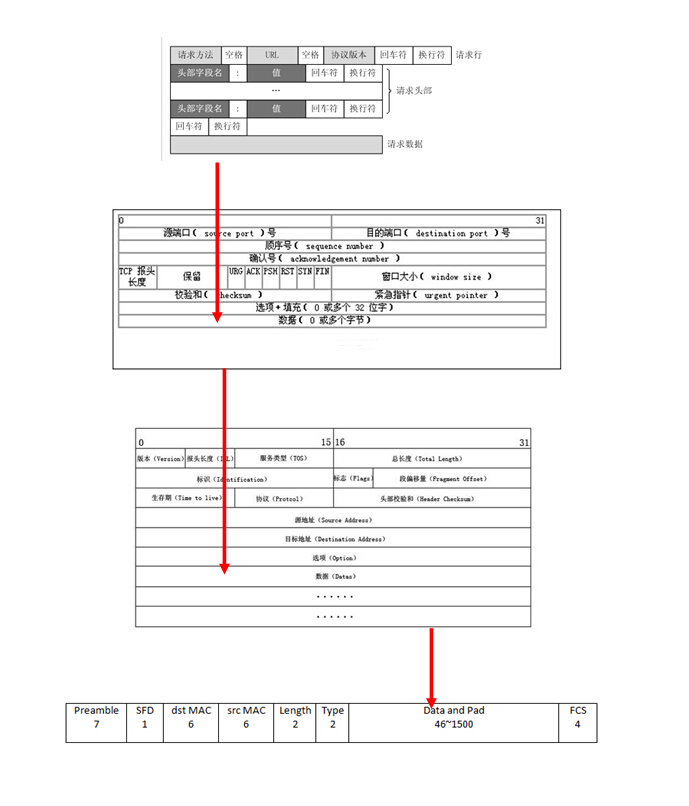 请求方法 空格 URL 空格 协议版本 回车符 换行符 请求行
头部字段名 : 值 回车符 换行符
... 请求头部
头部字段名 : 值 回车符 换行符
回车符 换行符
请求数据
0 31
源端口( source port )号 目的端口( destination port )号
顺序号( sequence number )
确认号( acknowledgement number )
TCP 报头长度 保留 URG ACK PSH RST SYN FIN 窗口大小( window size )
校验和( checksum ) 紧急指针( urgent pointer )
选项+填充( 0 或多个 32 位字)
数据( 0 或多个字节)
0 15 16 31
版本(Version) 报头长度(IHL) 服务类型(TOS) 总长度(Total Length)
标识(Identification) 标志(Flags) 段偏移量(Fragment Offset)
生存期(Time to live) 协议(Protcol) 头部校验和(Header Checksum)
源地址(Source Address)
目标地址(Destination Address)
选项(Option)
数据(Datas)
......
......
Preamble SFD dst MAC src MAC Length Type Data and Pad FCS
7 1 6 6 2 2 46~1500 4